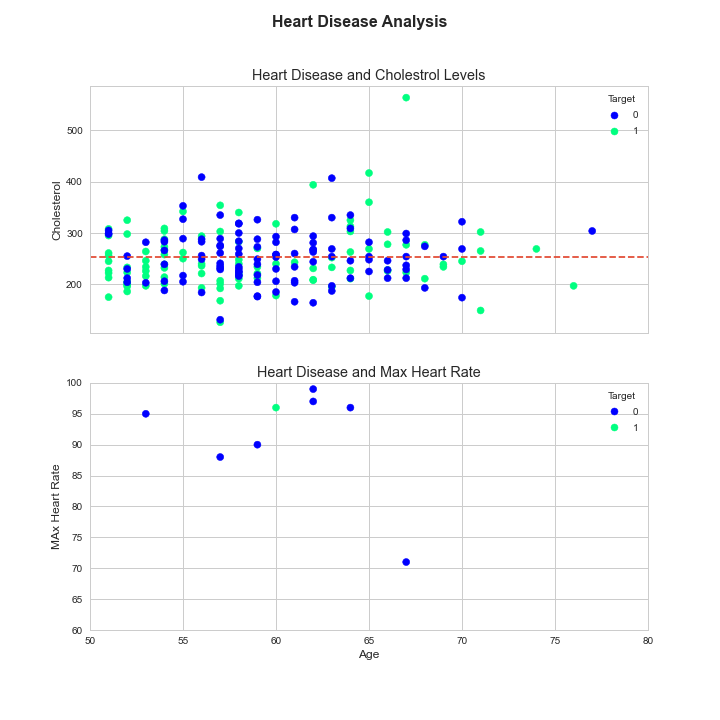 Heart Disease Analysis
Heart Disease and Cholestrol Levels
Target
0
1
500
400
300
200
Cholesterol
Heart Disease and Max Heart Rate
Target
0
1
100
95
90
85
80
75
70
65
60
MAx Heart Rate
50 55 60 65 70 75 80
Age